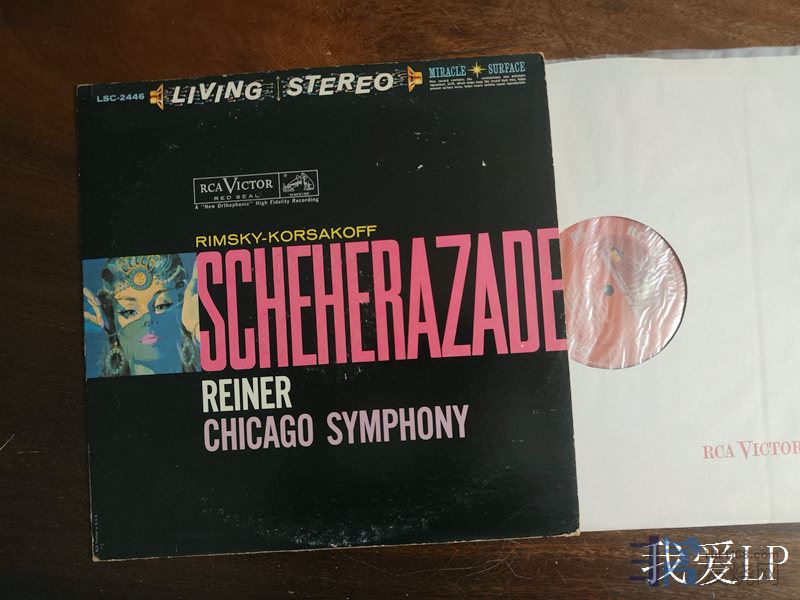 LSC-2446
LIVING STEREO
MIRACLE SURFACE
RCA VICTOR
RED SEAL
A "New Orthophonic" High Fidelity Recording
RIMSKY-KORSAKOFF
SCHEHERAZADE
REINER
CHICAGO SYMPHONY
RCA VICTOR
我爱LP